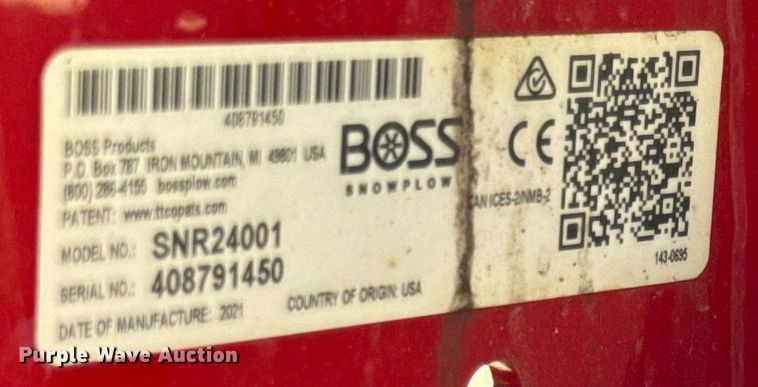 408791450
BOSS Products
P.O. Box 787 IRON MOUNTAIN, MI 49801 USA
(800) 286-4155 bossplow.com
PATENT: www.ttcopats.com
MODEL NO.: SNR24001
SERIAL NO.: 408791450
DATE OF MANUFACTURE: 2021
COUNTRY OF ORIGIN: USA
BOSS
SNOWPLOW
CE
CAN ICES-2/NMB-2
143-0695
Purple Wave Auction